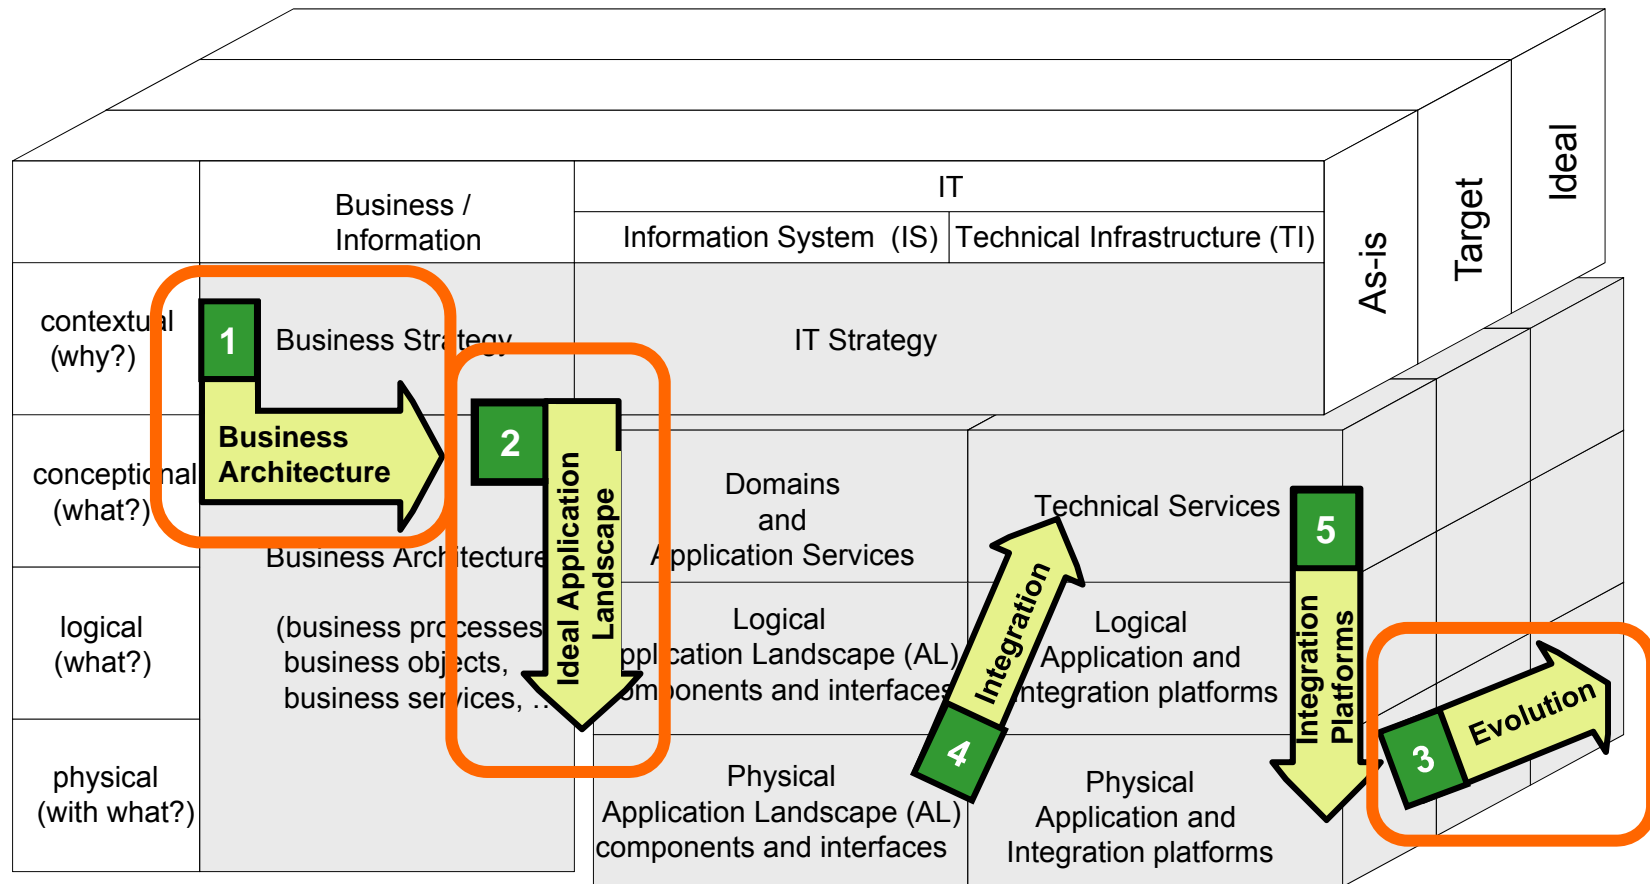 Business /
Information
IT
Information System (IS)
Technical Infrastructure (TI)
As-is
Target
Ideal
contextual
(why?)
1
Business Strategy
IT Strategy
Business
Architecture
2
Ideal Application
Landscape
conceptional
(what?)
Domains
and
Application Services
Technical Services
5
Integration
Platforms
Business Architecture
(business processes
business objects,
business services, …
logical
(what?)
Logical
pplication Landscape (AL)
omponents and interfaces
Integration
4
Logical
Application and
Integration platforms
3
Evolution
physical
(with what?)
Physical
Application Landscape (AL)
components and interfaces
Physical
Application and
Integration platforms